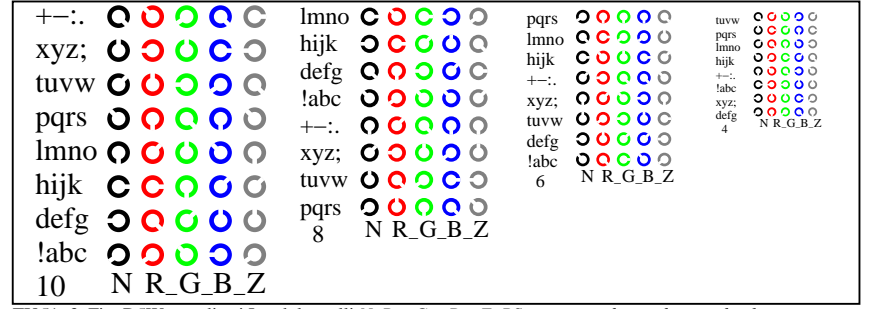 +−:.
xyz;
tuvw
pqrs
lmno
hijk
defg
!abc
10 N R_G_B_Z
lmno
hijk
defg
!abc
+−:.
xyz;
tuvw
pqrs
8 N R_G_B_Z
pqrs
lmno
hijk
+−:.
xyz;
tuvw
defg
!abc
6 N R_G_B_Z
tuvw
pqrs
lmno
hijk
+−:.
!abc
xyz;
defg
4 N R_G_B_Z